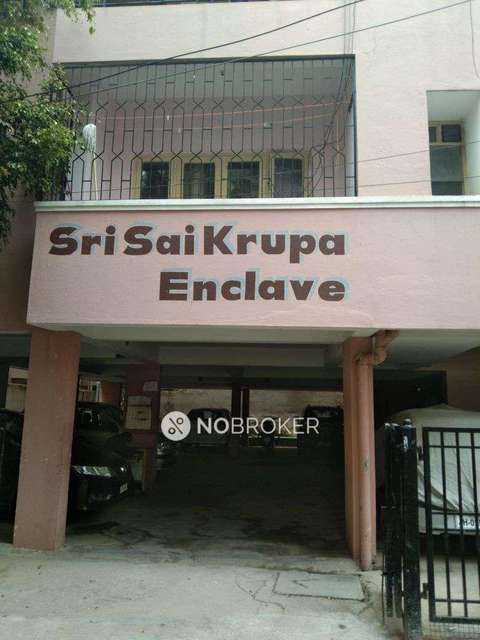 Sri Sai Krupa
Enclave
NOBROKER